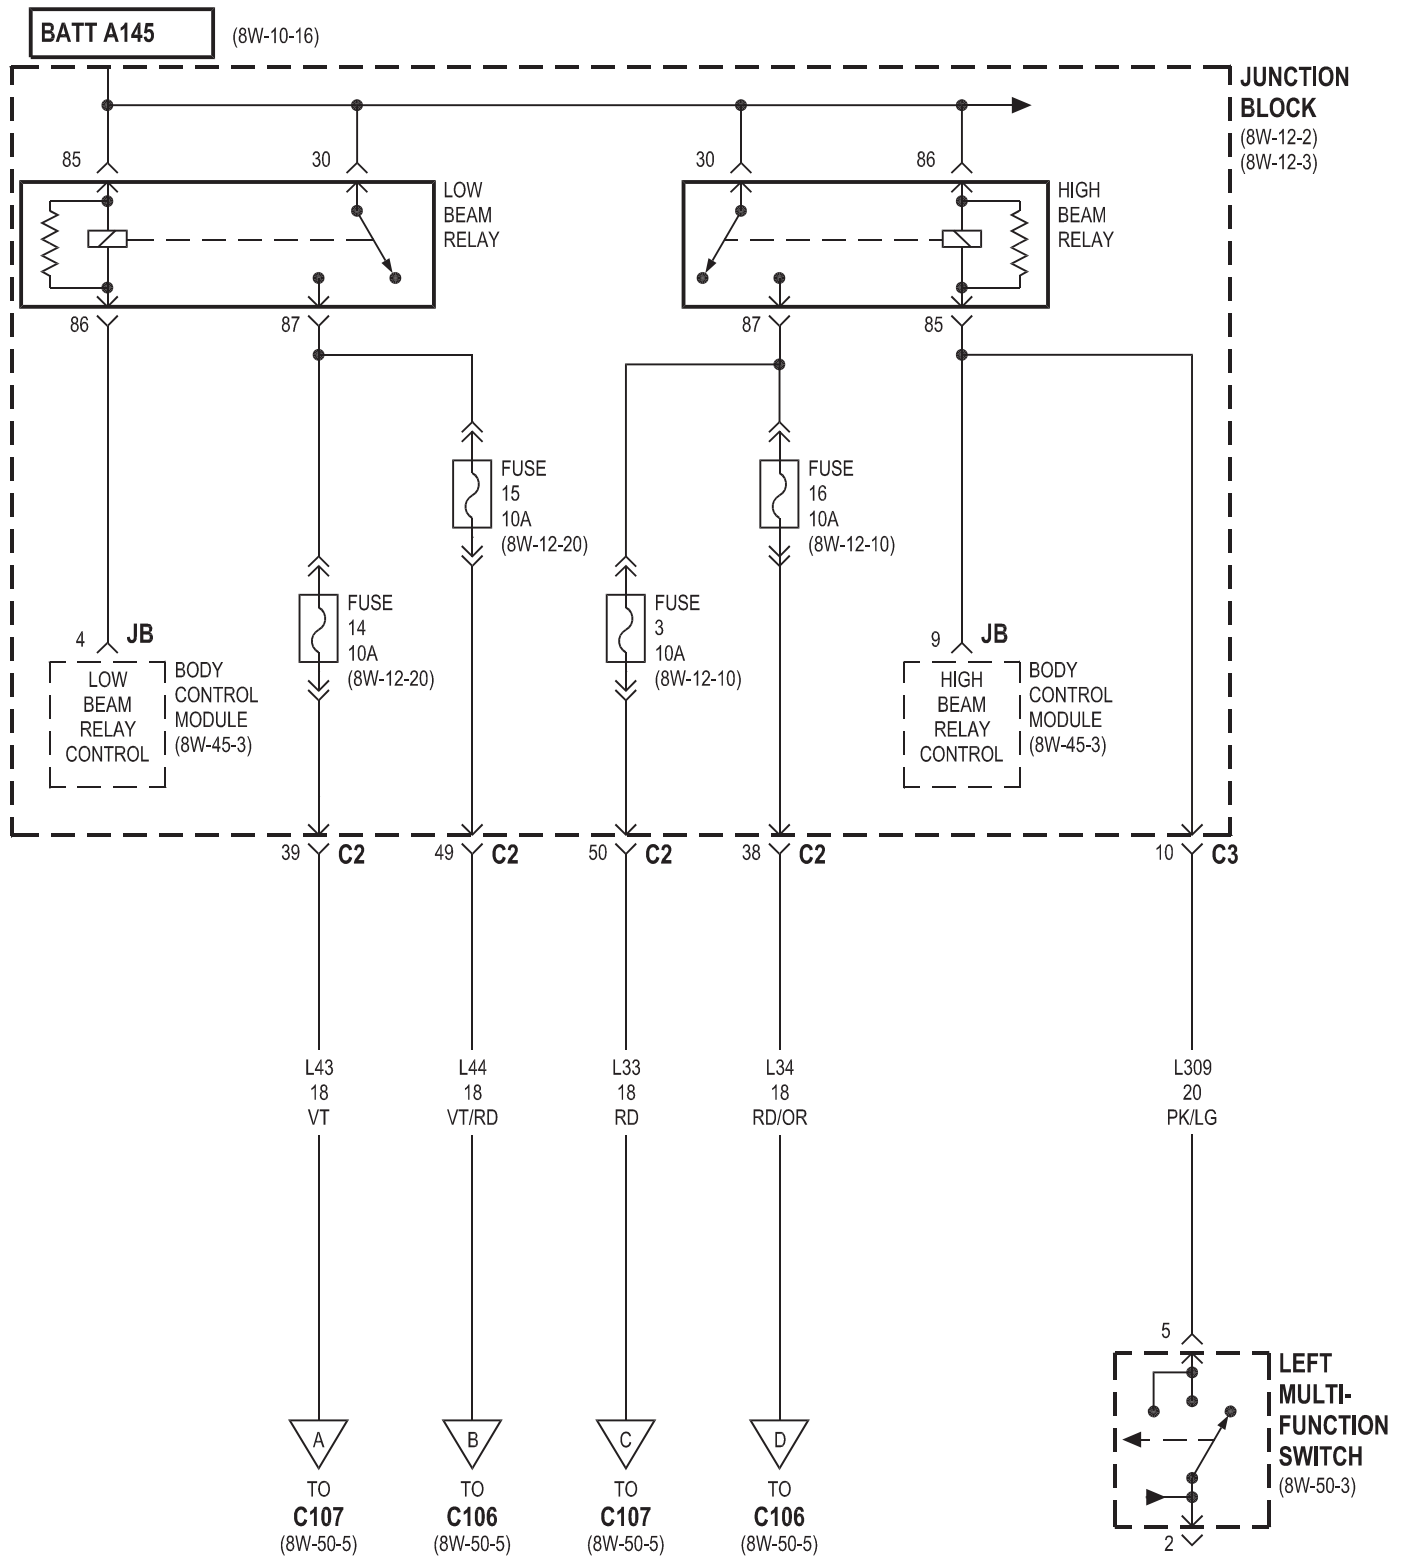 BATT A145
(8W-10-16)
JUNCTION
BLOCK
(8W-12-2)
(8W-12-3)
85
30
30
86
LOW
BEAM
RELAY
HIGH
BEAM
RELAY
86
87
87
85
FUSE
15
10A
(8W-12-20)
FUSE
16
10A
(8W-12-10)
FUSE
14
10A
(8W-12-20)
FUSE
3
10A
(8W-12-10)
4
JB
LOW
BEAM
RELAY
CONTROL
BODY
CONTROL
MODULE
(8W-45-3)
9
JB
HIGH
BEAM
RELAY
CONTROL
BODY
CONTROL
MODULE
(8W-45-3)
39
C2
49
C2
50
C2
38
C2
10
C3
L43
18
VT
L44
18
VT/RD
L33
18
RD
L34
18
RD/OR
L309
20
PK/LG
5
LEFT
MULTI-
FUNCTION
SWITCH
(8W-50-3)
2
A
TO
C107
(8W-50-5)
B
TO
C106
(8W-50-5)
C
TO
C107
(8W-50-5)
D
TO
C106
(8W-50-5)